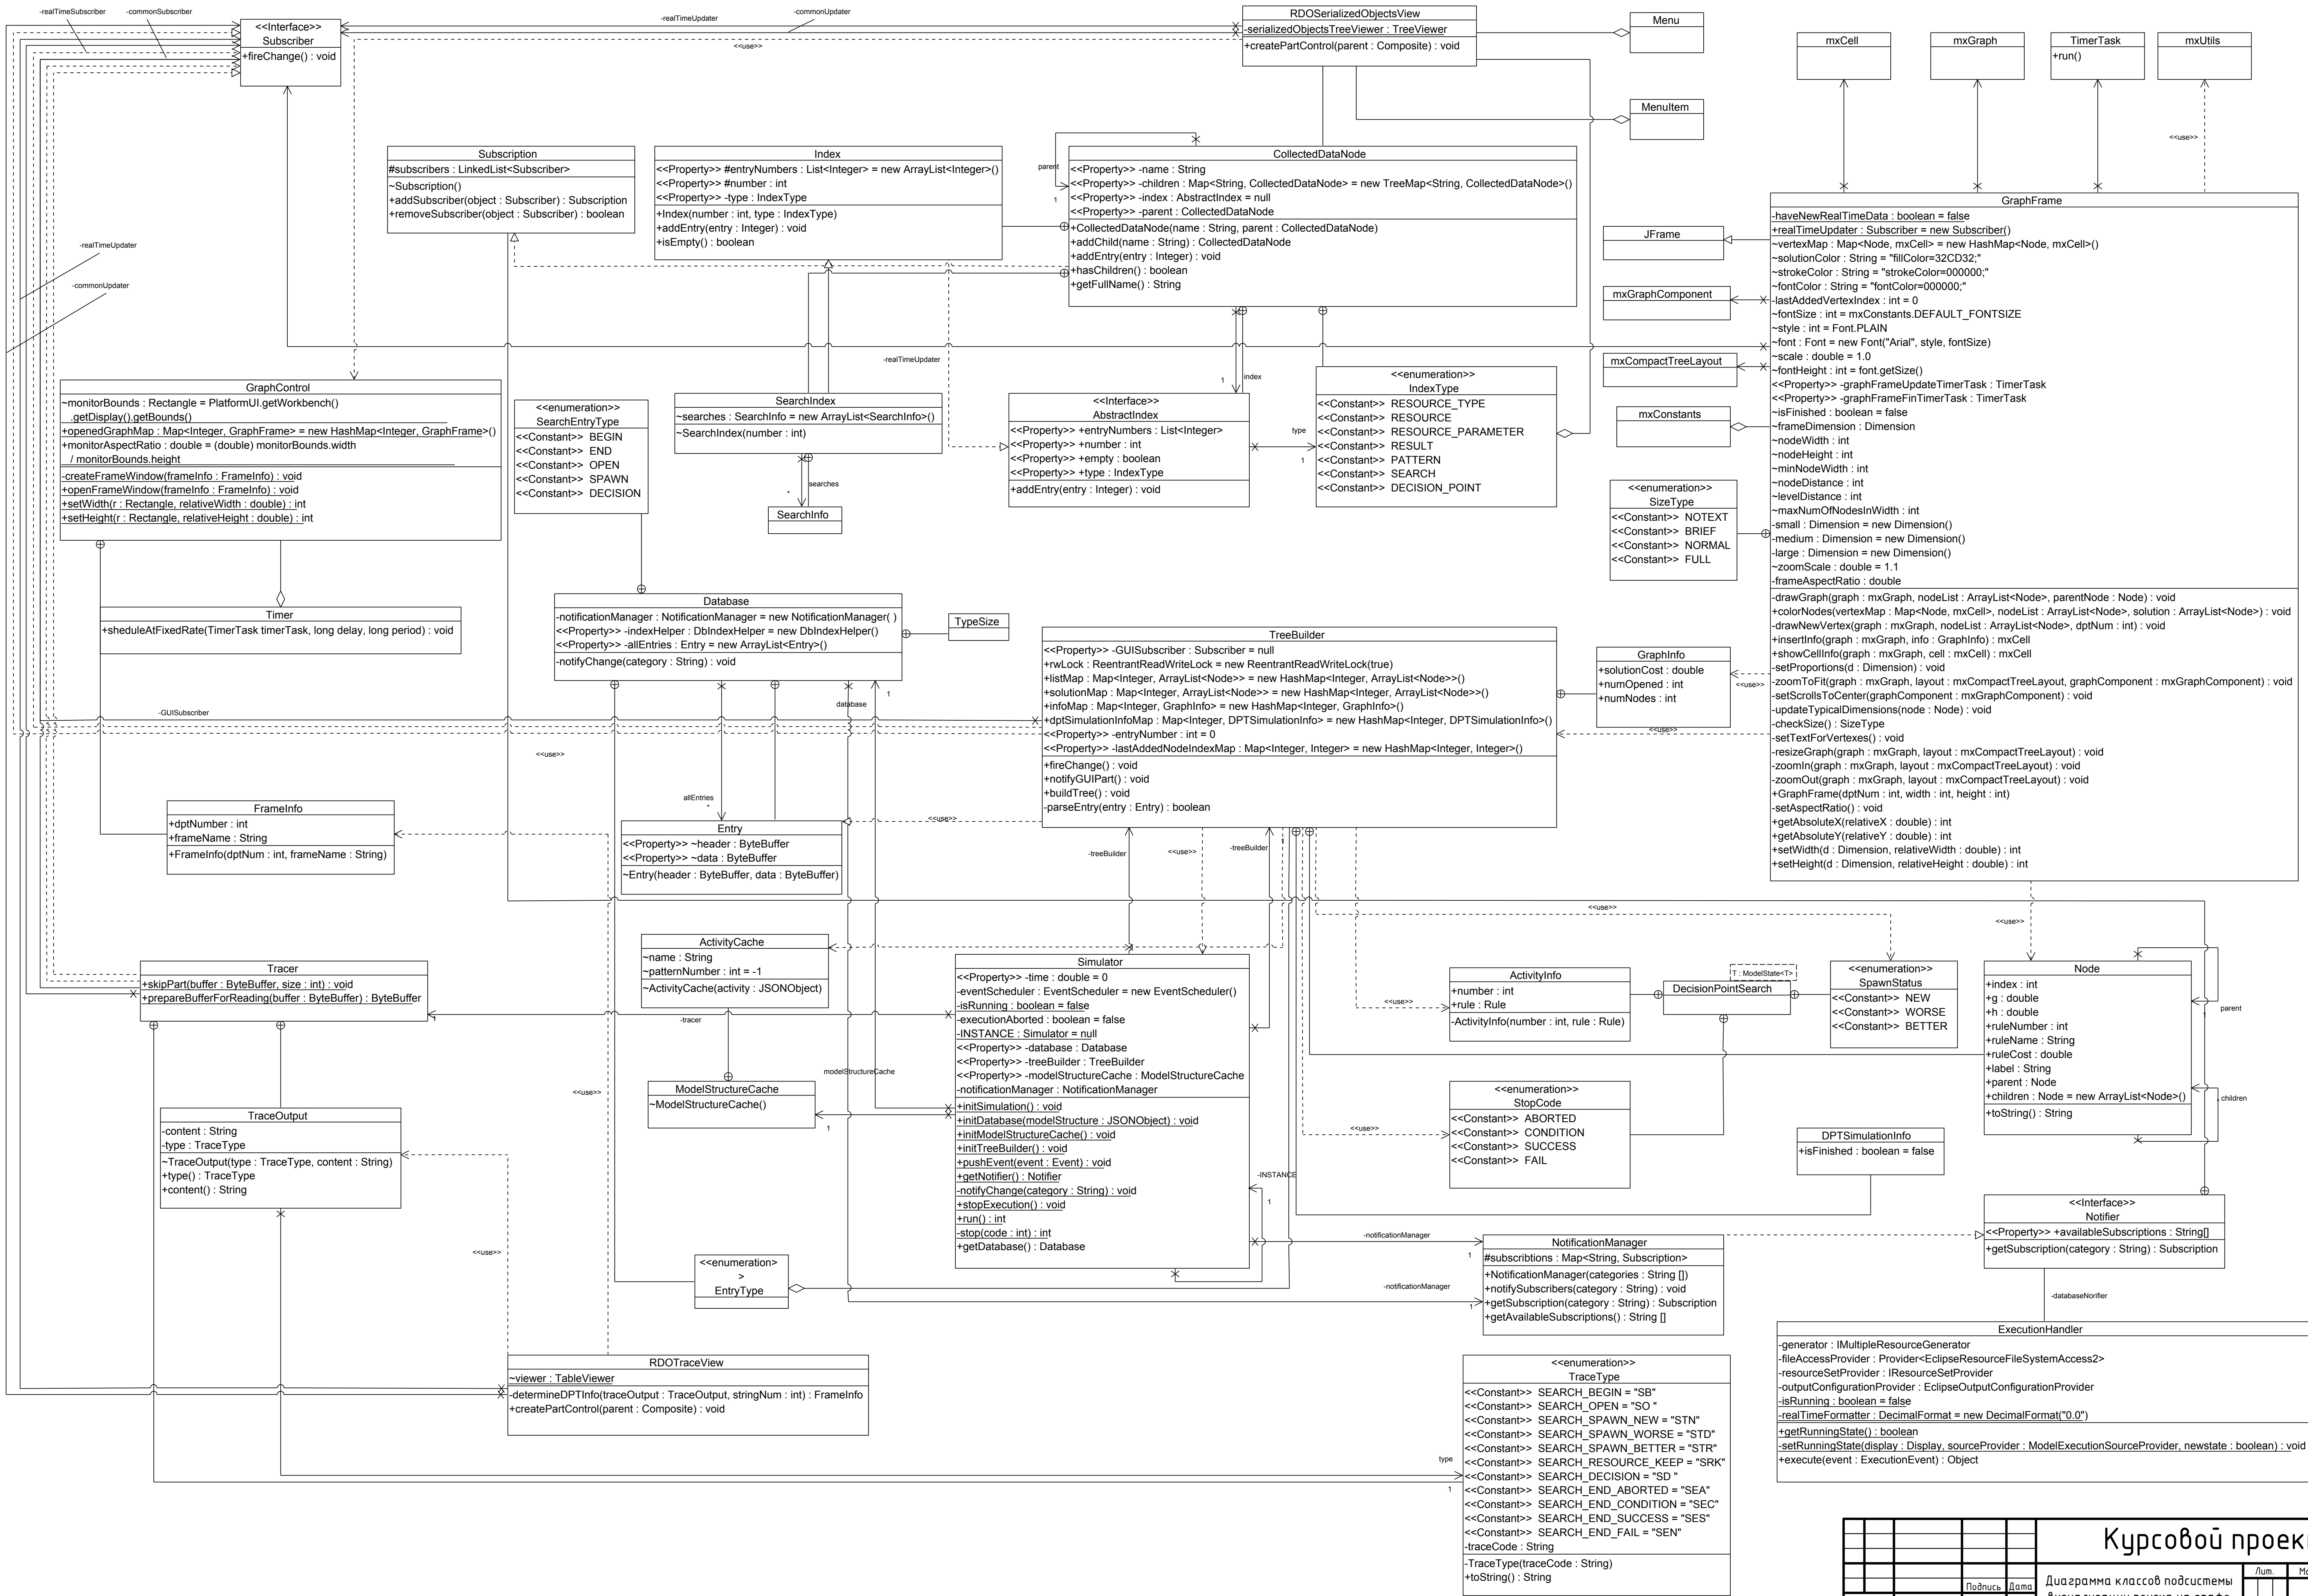 -realTimeSubscriber
-commonSubscriber
<<Interface>>
Subscriber
+fireChange() : void
-realTimeUpdater
-commonUpdater
<<use>>
RDOSerializedObjectsView
-serializedObjectsTreeViewer : TreeViewer
+createPartControl(parent : Composite) : void
Menu
MenuItem
mxCell
mxGraph
TimerTask
+run()
mxUtils
<<use>>
Subscription
#subscribers : LinkedList<Subscriber>
~Subscription()
+addSubscriber(object : Subscriber) : Subscription
+removeSubscriber(object : Subscriber) : boolean
Index
<<Property>> #entryNumbers : List<Integer> = new ArrayList<Integer>()
<<Property>> #number : int
<<Property>> -type : IndexType
+Index(number : int, type : IndexType)
+addEntry(entry : Integer) : void
+isEmpty() : boolean
parent
1
CollectedDataNode
<<Property>> -name : String
<<Property>> -children : Map<String, CollectedDataNode> = new TreeMap<String, CollectedDataNode>()
<<Property>> -index : AbstractIndex = null
<<Property>> -parent : CollectedDataNode
+CollectedDataNode(name : String, parent : CollectedDataNode)
+addChild(name : String) : CollectedDataNode
+addEntry(entry : Integer) : void
+hasChildren() : boolean
+getFullName() : String
JFrame
mxGraphComponent
mxCompactTreeLayout
mxConstants
<<enumeration>>
SizeType
<<Constant>> NOTEXT
<<Constant>> BRIEF
<<Constant>> NORMAL
<<Constant>> FULL
GraphFrame
-haveNewRealTimeData : boolean = false
+realTimeUpdater : Subscriber = new Subscriber()
~vertexMap : Map<Node, mxCell> = new HashMap<Node, mxCell>()
~solutionColor : String = "fillColor=32CD32;"
~strokeColor : String = "strokeColor=000000;"
~fontColor : String = "fontColor=000000;"
-lastAddedVertexIndex : int = 0
~fontSize : int = mxConstants.DEFAULT_FONTSIZE
~style : int = Font.PLAIN
~font : Font = new Font("Arial", style, fontSize)
~scale : double = 1.0
~fontHeight : int = font.getSize()
<<Property>> -graphFrameUpdateTimerTask : TimerTask
<<Property>> -graphFrameFinTimerTask : TimerTask
~isFinished : boolean = false
~frameDimension : Dimension
~nodeWidth : int
~nodeHeight : int
~minNodeWidth : int
~nodeDistance : int
~levelDistance : int
~maxNumOfNodesInWidth : int
-small : Dimension = new Dimension()
-medium : Dimension = new Dimension()
-large : Dimension = new Dimension()
~zoomScale : double = 1.1
-frameAspectRatio : double
-drawGraph(graph : mxGraph, nodeList : ArrayList<Node>, parentNode : Node) : void
+colorNodes(vertexMap : Map<Node, mxCell>, nodeList : ArrayList<Node>, solution : ArrayList<Node>) : void
-drawNewVertex(graph : mxGraph, nodeList : ArrayList<Node>, dptNum : int) : void
+insertInfo(graph : mxGraph, info : GraphInfo) : mxCell
+showCellInfo(graph : mxGraph, cell : mxCell) : mxCell
-setProportions(d : Dimension) : void
-zoomToFit(graph : mxGraph, layout : mxCompactTreeLayout, graphComponent : mxGraphComponent) : void
-setScrollsToCenter(graphComponent : mxGraphComponent) : void
-updateTypicalDimensions(node : Node) : void
-checkSize() : SizeType
-setTextForVertexes() : void
-resizeGraph(graph : mxGraph, layout : mxCompactTreeLayout) : void
-zoomIn(graph : mxGraph, layout : mxCompactTreeLayout) : void
-zoomOut(graph : mxGraph, layout : mxCompactTreeLayout) : void
+GraphFrame(dptNum : int, width : int, height : int)
-setAspectRatio() : void
+getAbsoluteX(relativeX : double) : int
+getAbsoluteY(relativeY : double) : int
+setWidth(d : Dimension, relativeWidth : double) : int
+setHeight(d : Dimension, relativeHeight : double) : int
-realTimeUpdater
-commonUpdater
-realTimeUpdater
GraphControl
~monitorBounds : Rectangle = PlatformUI.getWorkbench()
.getDisplay().getBounds()
+openedGraphMap : Map<Integer, GraphFrame> = new HashMap<Integer, GraphFrame>()
+monitorAspectRatio : double = (double) monitorBounds.width
/ monitorBounds.height
-createFrameWindow(frameInfo : FrameInfo) : void
+openFrameWindow(frameInfo : FrameInfo) : void
+setWidth(r : Rectangle, relativeWidth : double) : int
+setHeight(r : Rectangle, relativeHeight : double) : int
<<enumeration>>
SearchEntryType
<<Constant>> BEGIN
<<Constant>> END
<<Constant>> OPEN
<<Constant>> SPAWN
<<Constant>> DECISION
SearchIndex
~searches : SearchInfo = new ArrayList<SearchInfo>()
~SearchIndex(number : int)
searches
*
SearchInfo
1
index
<<Interface>>
AbstractIndex
<<Property>> +entryNumbers : List<Integer>
<<Property>> +number : int
<<Property>> +empty : boolean
<<Property>> +type : IndexType
+addEntry(entry : Integer) : void
type
1
<<enumeration>>
IndexType
<<Constant>> RESOURCE_TYPE
<<Constant>> RESOURCE
<<Constant>> RESOURCE_PARAMETER
<<Constant>> RESULT
<<Constant>> PATTERN
<<Constant>> SEARCH
<<Constant>> DECISION_POINT
Timer
+sheduleAtFixedRate(TimerTask timerTask, long delay, long period) : void
Database
-notificationManager : NotificationManager = new NotificationManager( )
<<Property>> -indexHelper : DbIndexHelper = new DbIndexHelper()
<<Property>> -allEntries : Entry = new ArrayList<Entry>()
-notifyChange(category : String) : void
TypeSize
1
database
-GUISubscriber
<<use>>
allEntries
*
TreeBuilder
<<Property>> -GUISubscriber : Subscriber = null
+rwLock : ReentrantReadWriteLock = new ReentrantReadWriteLock(true)
+listMap : Map<Integer, ArrayList<Node>> = new HashMap<Integer, ArrayList<Node>>()
+solutionMap : Map<Integer, ArrayList<Node>> = new HashMap<Integer, ArrayList<Node>>()
+infoMap : Map<Integer, GraphInfo> = new HashMap<Integer, GraphInfo>()
+dptSimulationInfoMap : Map<Integer, DPTSimulationInfo> = new HashMap<Integer, DPTSimulationInfo>()
<<Property>> -entryNumber : int = 0
<<Property>> -lastAddedNodeIndexMap : Map<Integer, Integer> = new HashMap<Integer, Integer>()
+fireChange() : void
+notifyGUIPart() : void
+buildTree() : void
-parseEntry(entry : Entry) : boolean
GraphInfo
+solutionCost : double
+numOpened : int
+numNodes : int
<<use>>
<<use>>
FrameInfo
+dptNumber : int
+frameName : String
+FrameInfo(dptNum : int, frameName : String)
Entry
<<Property>> ~header : ByteBuffer
<<Property>> ~data : ByteBuffer
~Entry(header : ByteBuffer, data : ByteBuffer)
<<use>>
-treeBuilder
<<use>>
-treeBuilder
1
<<use>>
<<use>>
Tracer
+skipPart(buffer : ByteBuffer, size : int) : void
+prepareBufferForReading(buffer : ByteBuffer) : ByteBuffer
1
-tracer
ActivityCache
~name : String
~patternNumber : int = -1
~ActivityCache(activity : JSONObject)
ModelStructureCache
~ModelStructureCache()
modelStructureCache
1
Simulator
<<Property>> -time : double = 0
-eventScheduler : EventScheduler = new EventScheduler()
-isRunning : boolean = false
-executionAborted : boolean = false
-INSTANCE : Simulator = null
<<Property>> -database : Database
<<Property>> -treeBuilder : TreeBuilder
<<Property>> -modelStructureCache : ModelStructureCache
-notificationManager : NotificationManager
+initSimulation() : void
+initDatabase(modelStructure : JSONObject) : void
+initModelStructureCache() : void
+initTreeBuilder() : void
+pushEvent(event : Event) : void
+getNotifier() : Notifier
-notifyChange(category : String) : void
+stopExecution() : void
+run() : int
-stop(code : int) : int
+getDatabase() : Database
-INSTANCE
1
<<use>>
ActivityInfo
+number : int
+rule : Rule
-ActivityInfo(number : int, rule : Rule)
T : ModelState<T>
DecisionPointSearch
<<enumeration>>
SpawnStatus
<<Constant>> NEW
<<Constant>> WORSE
<<Constant>> BETTER
Node
+index : int
+g : double
+h : double
+ruleNumber : int
+ruleName : String
+ruleCost : double
+label : String
+parent : Node
+children : Node = new ArrayList<Node>()
+toString() : String
1
parent
children
*
<<use>>
<<enumeration>>
StopCode
<<Constant>> ABORTED
<<Constant>> CONDITION
<<Constant>> SUCCESS
<<Constant>> FAIL
DPTSimulationInfo
+isFinished : boolean = false
<<use>>
TraceOutput
-content : String
-type : TraceType
~TraceOutput(type : TraceType, content : String)
+type() : TraceType
+content() : String
<<use>>
<<enumeration>
>
EntryType
-notificationManager
1
-notificationManager
1
NotificationManager
#subscribtions : Map<String, Subscription>
+NotificationManager(categories : String [])
+notifySubscribers(category : String) : void
+getSubscription(category : String) : Subscription
+getAvailableSubscriptions() : String []
<<Interface>>
Notifier
<<Property>> +availableSubscriptions : String[]
+getSubscription(category : String) : Subscription
-databaseNorifier
ExecutionHandler
-generator : IMultipleResourceGenerator
-fileAccessProvider : Provider<EclipseResourceFileSystemAccess2>
-resourceSetProvider : IResourceSetProvider
-outputConfigurationProvider : EclipseOutputConfigurationProvider
-isRunning : boolean = false
-realTimeFormatter : DecimalFormat = new DecimalFormat("0.0")
+getRunningState() : boolean
-setRunningState(display : Display, sourceProvider : ModelExecutionSourceProvider, newstate : boolean) : void
+execute(event : ExecutionEvent) : Object
RDOTraceView
~viewer : TableViewer
-determineDPTInfo(traceOutput : TraceOutput, stringNum : int) : FrameInfo
+createPartControl(parent : Composite) : void
type
1
<<enumeration>>
TraceType
<<Constant>> SEARCH_BEGIN = "SB"
<<Constant>> SEARCH_OPEN = "SO "
<<Constant>> SEARCH_SPAWN_NEW = "STN"
<<Constant>> SEARCH_SPAWN_WORSE = "STD"
<<Constant>> SEARCH_SPAWN_BETTER = "STR"
<<Constant>> SEARCH_RESOURCE_KEEP = "SRK"
<<Constant>> SEARCH_DECISION = "SD "
<<Constant>> SEARCH_END_ABORTED = "SEA"
<<Constant>> SEARCH_END_CONDITION = "SEC"
<<Constant>> SEARCH_END_SUCCESS = "SES"
<<Constant>> SEARCH_END_FAIL = "SEN"
-traceCode : String
-TraceType(traceCode : String)
+toString() : String
Курсовой
Подпись Дата
Диаграмма классов подсистемы
Лит.